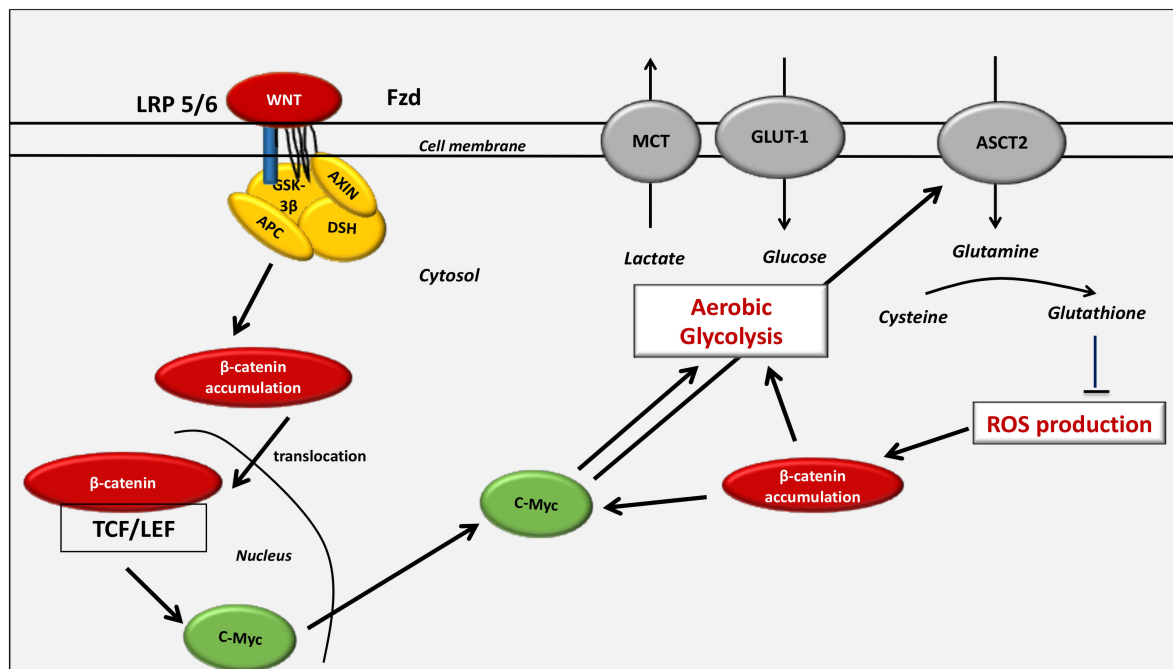 LRP 5/6
WNT
Fzd
Cell membrane
MCT
GLUT-1
ASCT2
GSK-
3β
AXIN
APC
DSH
Cytosol
Lactate
Glucose
Glutamine
Cysteine
Glutathione
Aerobic
Glycolysis
β-catenin
accumulation
ROS production
translocation
β-catenin
TCF/LEF
Nucleus
C-Myc
β-catenin
accumulation
C-Myc